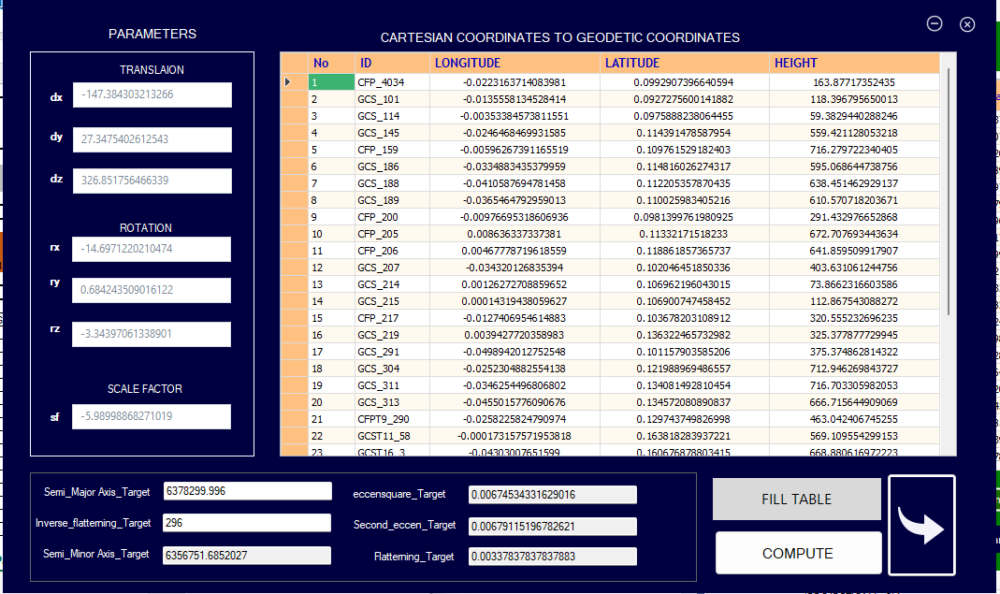 PARAMETERS
TRANSLAION
dx -147.384303213266
dy 27.3475402612543
dz 326.851756466339
ROTATION
rx -14.6971220210474
ry 0.684243509016122
rz -3.34397061338901
SCALE FACTOR
sf -5.98998868271019
CARTESIAN COORDINATES TO GEODETIC COORDINATES
No ID LONGITUDE LATITUDE HEIGHT
1 CFP_4034 -0.0223163714083981 0.0992907396640594 163.87717352435
2 GCS_101 -0.0135558134528414 0.0927275600141882 118.396795650013
3 GCS_114 -0.00353384573811551 0.0975888238064455 59.3829440288246
4 GCS_145 -0.0246468469931585 0.114391478587954 559.421128053218
5 CFP_159 -0.00596267391165519 0.109761529182403 716.279722340405
6 GCS_186 -0.0334883435379959 0.114816026274317 595.068644738756
7 GCS_188 -0.0410587694781458 0.112205357870435 638.451462929137
8 GCS_189 -0.0365464792959013 0.110025983405216 610.570718203671
9 CFP_200 -0.00976695318606936 0.0981399761980925 291.432976652868
10 CFP_205 0.008636337337381 0.11332171518233 672.707693443634
11 CFP_206 0.00467778719618559 0.118861857365737 641.859509917907
12 GCS_207 -0.034320126835394 0.102046451850336 403.631061244756
13 GCS_214 0.00126272708859652 0.106962196043015 73.8662316603586
14 GCS_215 0.00014319438059627 0.106900747458452 112.867543088272
15 CFP_217 -0.0127406954614883 0.103678203108912 320.555232696235
16 GCS_219 0.0039427720358983 0.136322465732982 325.377877729945
17 GCS_291 -0.0498942012752548 0.101157903585206 375.374862814322
18 GCS_304 -0.0252304882554138 0.121988969486557 712.946269843727
19 GCS_311 -0.0346254496806802 0.134081492810454 716.703305982053
20 GCS_313 -0.0455015776090676 0.134572080890837 666.715644909069
21 CFPT9_290 -0.0258225824790974 0.129743749826998 463.042406745255
22 GCST11_58 -0.000173157571953818 0.163818283937221 569.109554299153
23 GCST16_3 -0.04303007651599 0.160676878803415 668.880616972223
Semi_Major Axis_Target 6378299.996
Inverse_flatterning_Target 296
Semi_Minor Axis_Target 6356751.6852027
eccensquare_Target 0.00674534331629016
Second_eccen_Target 0.00679115196782621
Flatterning_Target 0.00337837837837883
FILL TABLE
COMPUTE